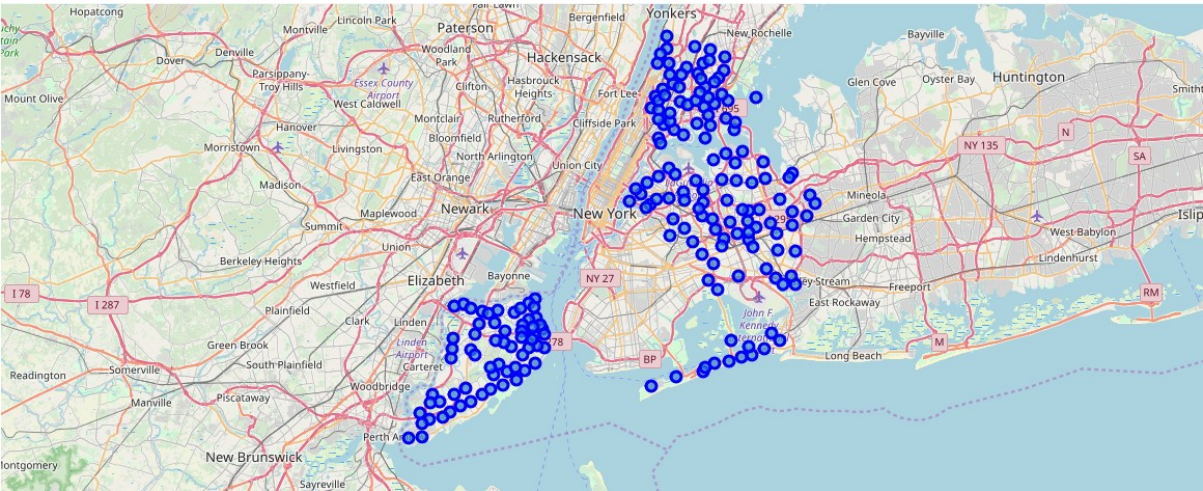 Hopatcong
Lincoln Park
Paterson
Bergenfield
Yonkers
Montville
Woodland
Park
Hackensack
New Rochelle
Bayville
Denville
Dover
Parsippany-
Troy Hills
Essex County
Airport
Clifton
Hasbrouck
Heights
Fort Lee
Glen Cove
Oyster Bay
Huntington
Mount Olive
West Caldwell
Montclair
Rutherford
Cliffside Park
Hanover
Bloomfield
N
NY 135
SA
Morristown
Livingston
North Arlington
Union City
East Orange
Madison
Maplewood
Newark
New York
Mineola
Garden City
Summit
Union
Hempstead
West Babylon
Islip
Berkeley Heights
Elizabeth
Bayonne
NY 27
Lindenhurst
Westfield
Freeport
East Rockaway
I 78
I 287
RM
Plainfield
Clark
Linden
John F.
Kennedy
Green Brook
Linden
Airport
278
M
Somerville
South Plainfield
Carteret
BP
Long Beach
Readington
Woodbridge
Manville
Piscataway
New Brunswick
Sayreville